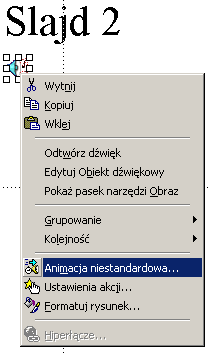 Slajd 2
Wytnij
Kopiuj
Wklej
Odtwórz dźwięk
Edytuj Obiekt dźwiękowy
Pokaż pasek narzędzi Obraz
Grupowanie
Kolejność
Animacja niestandardowa...
Ustawienia akcji...
Formatuj rysunek...
Hiperłącze...